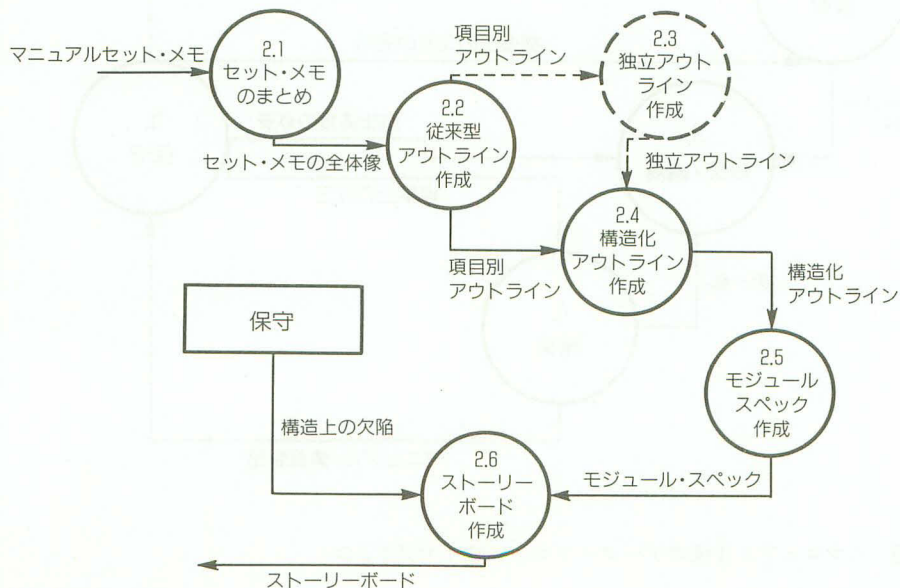 マニュアルセット・メモ
2.1
セット・メモ
のまとめ
項目別
アウトライン
2.3
独立アウト
ライン
作成
2.2
従来型
アウトライン
作成
セット・メモの全体像
独立アウトライン
2.4
構造化
アウトライン
作成
項目別
アウトライン
構造化
アウトライン
保守
2.5
モジュール
スペック
作成
構造上の欠陥
2.6
ストーリー
ボード
作成
モジュール・スペック
ストーリーボード